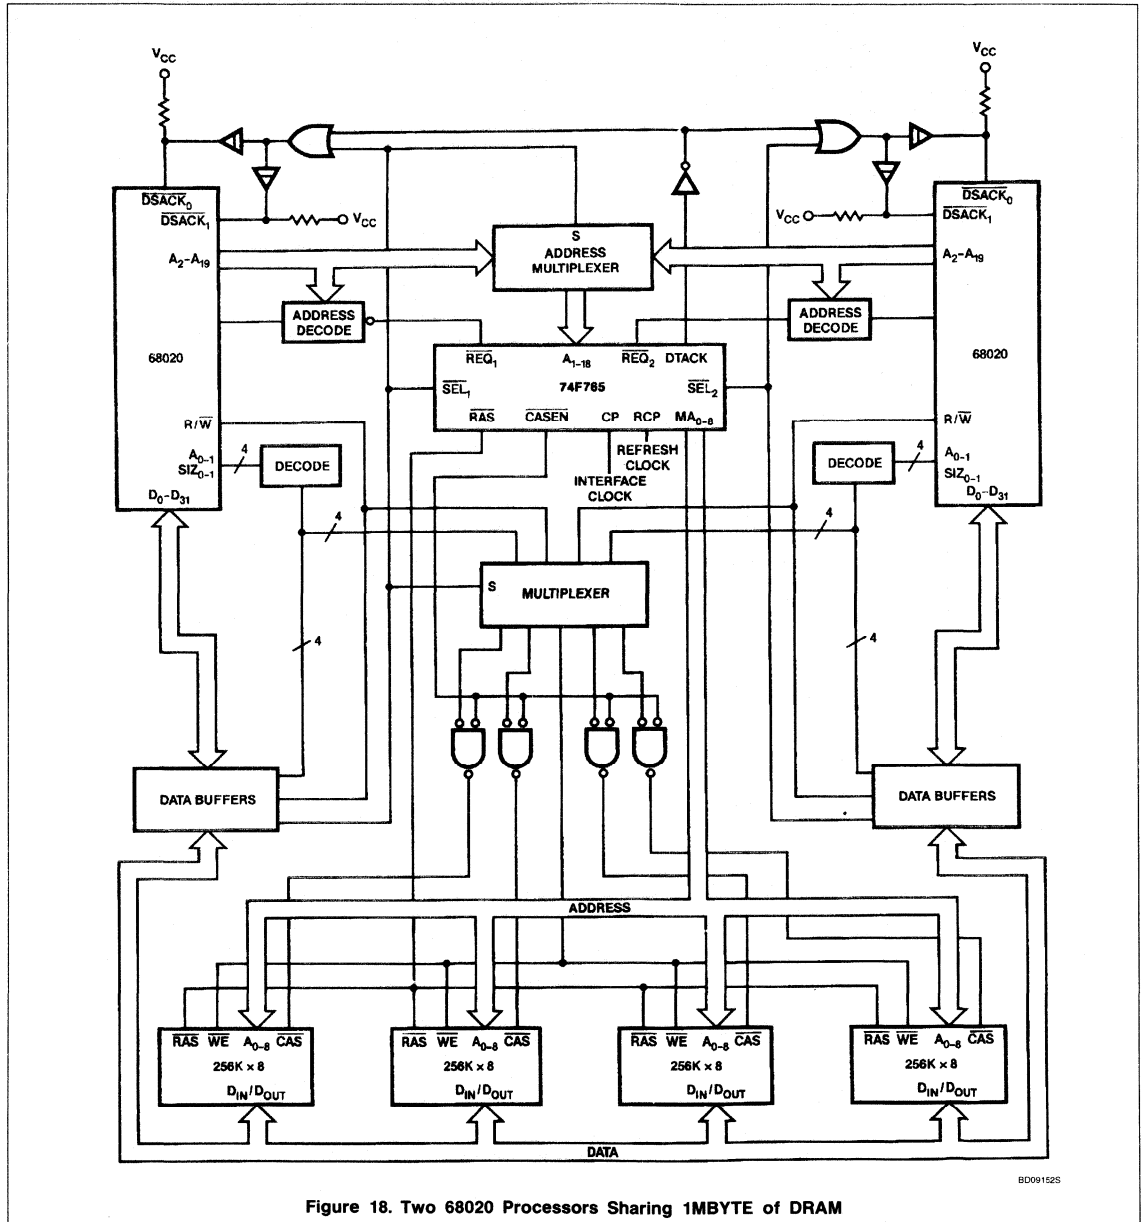 VCC
VCC
DSACK0
DSACK1
VCC
A2–A19
ADDRESS
DECODE
68020
R/W
A0–1
SIZ0–1
4
DECODE
D0–D31
S
ADDRESS
MULTIPLEXER
REQ1
A1–18
REQ2
DTACK
SEL1
74F765
SEL2
RAS
CASEN
CP
RCP
MA0–8
REFRESH
CLOCK
INTERFACE
CLOCK
DSACK0
VCC
DSACK1
A2–A19
ADDRESS
DECODE
68020
R/W
A0–1
SIZ0–1
4
DECODE
D0–D31
4
4
S
MULTIPLEXER
4
4
DATA BUFFERS
DATA BUFFERS
ADDRESS
RAS WE A0–8 CAS
256K × 8
DIN/DOUT
RAS WE A0–8 CAS
256K × 8
DIN/DOUT
RAS WE A0–8 CAS
256K × 8
DIN/DOUT
RAS WE A0–8 CAS
256K × 8
DIN/DOUT
DATA
BD09152S
Figure 18. Two 68020 Processors Sharing 1MBYTE of DRAM